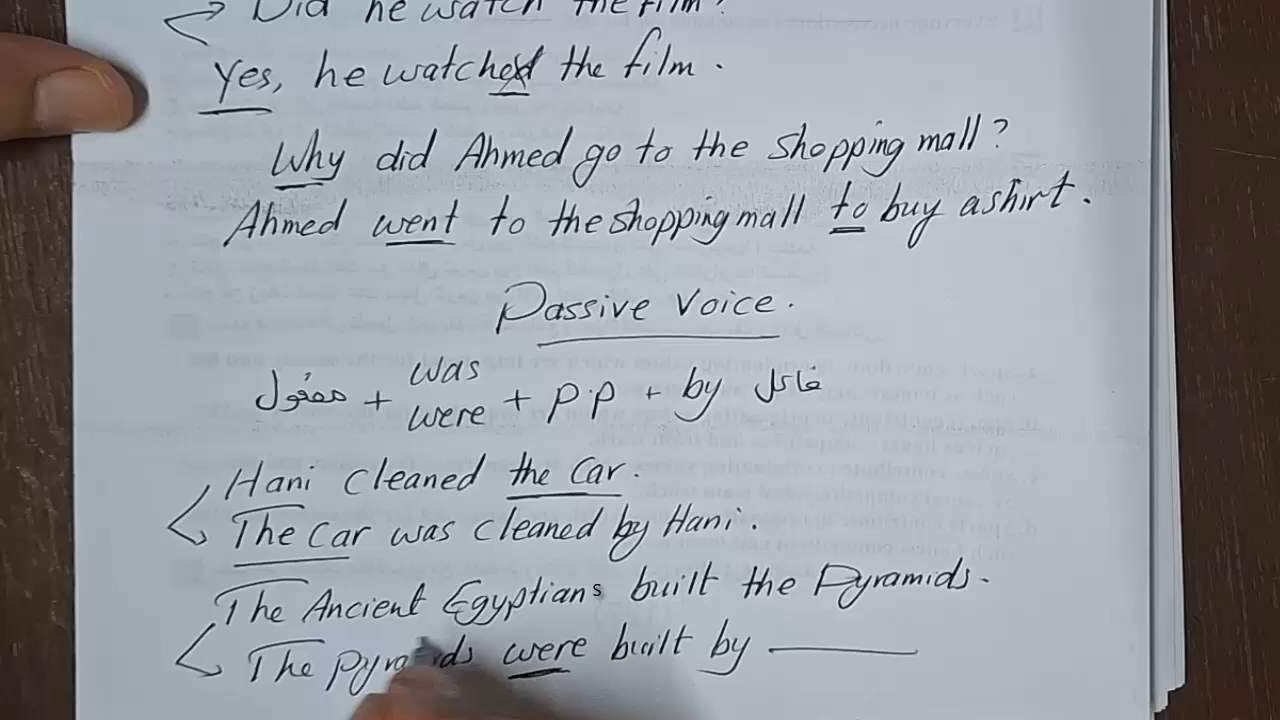 Did he watch the film?
Yes, he watched the film.
Why did Ahmed go to the shopping mall?
Ahmed went to the shopping mall to buy a shirt.
Passive Voice.
was
مفعول + were + P.P + by فاعل
Hani cleaned the car.
The car was cleaned by Hani.
The Ancient Egyptians built the Pyramids.
The pyramids were built by